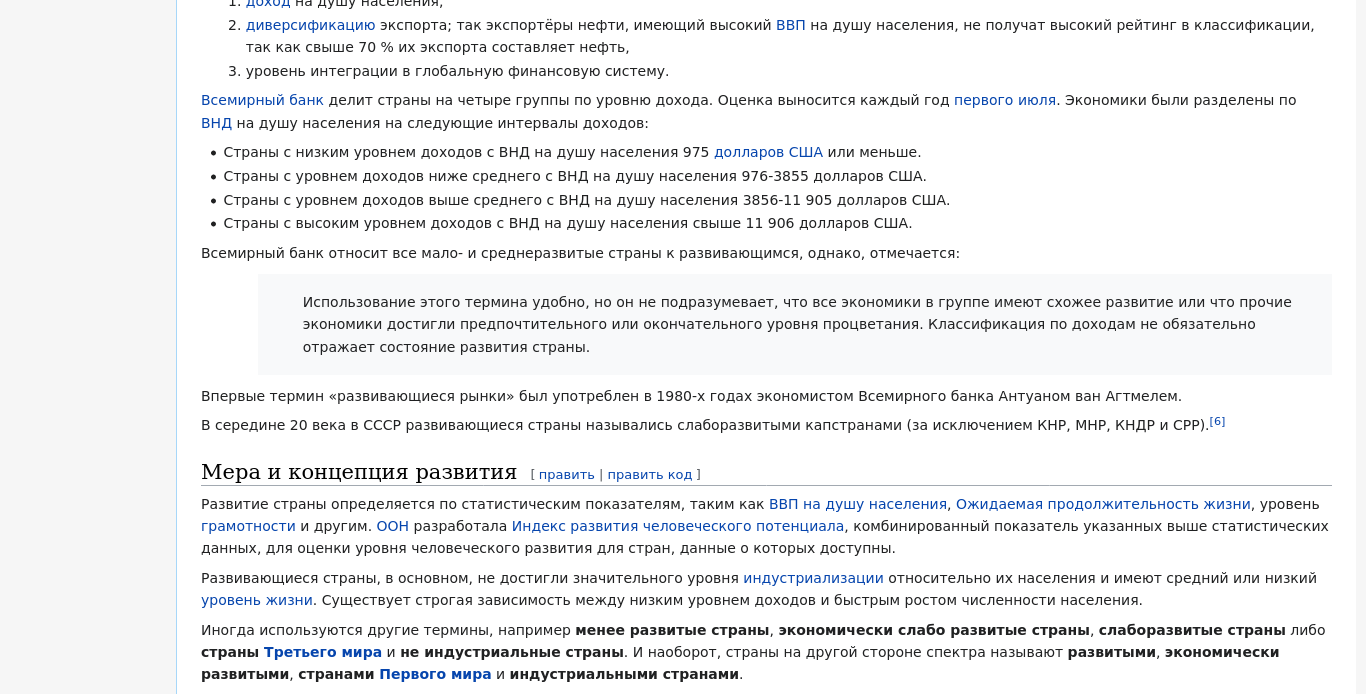 1. доход на душу населения,
2. диверсификацию экспорта; так экспортёры нефти, имеющий высокий ВВП на душу населения, не получат высокий рейтинг в классификации,
так как свыше 70 % их экспорта составляет нефть,
3. уровень интеграции в глобальную финансовую систему.
Всемирный банк делит страны на четыре группы по уровню дохода. Оценка выносится каждый год первого июля. Экономики были разделены по
ВНД на душу населения на следующие интервалы доходов:
• Страны с низким уровнем доходов с ВНД на душу населения 975 долларов США или меньше.
• Страны с уровнем доходов ниже среднего с ВНД на душу населения 976-3855 долларов США.
• Страны с уровнем доходов выше среднего с ВНД на душу населения 3856-11 905 долларов США.
• Страны с высоким уровнем доходов с ВНД на душу населения свыше 11 906 долларов США.
Всемирный банк относит все мало- и среднеразвитые страны к развивающимся, однако, отмечается:
Использование этого термина удобно, но он не подразумевает, что все экономики в группе имеют схожее развитие или что прочие
экономики достигли предпочтительного или окончательного уровня процветания. Классификация по доходам не обязательно
отражает состояние развития страны.
Впервые термин «развивающиеся рынки» был употреблен в 1980-х годах экономистом Всемирного банка Антуаном ван Агтмелем.
В середине 20 века в СССР развивающиеся страны назывались слаборазвитыми капстранами (за исключением КНР, МНР, КНДР и СРР).[6]
Мера и концепция развития [ править | править код ]
Развитие страны определяется по статистическим показателям, таким как ВВП на душу населения, Ожидаемая продолжительность жизни, уровень
грамотности и другим. ООН разработала Индекс развития человеческого потенциала, комбинированный показатель указанных выше статистических
данных, для оценки уровня человеческого развития для стран, данные о которых доступны.
Развивающиеся страны, в основном, не достигли значительного уровня индустриализации относительно их населения и имеют средний или низкий
уровень жизни. Существует строгая зависимость между низким уровнем доходов и быстрым ростом численности населения.
Иногда используются другие термины, например менее развитые страны, экономически слабо развитые страны, слаборазвитые страны либо
страны Третьего мира и не индустриальные страны. И наоборот, страны на другой стороне спектра называют развитыми, экономически
развитыми, странами Первого мира и индустриальными странами.